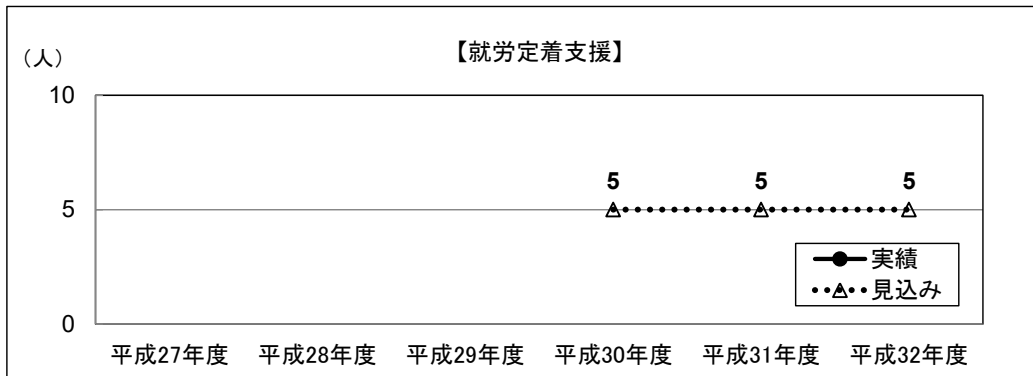 【就労定着支援】
（人）
10
5
0
5 5 5
実績
見込み
平成27年度 平成28年度 平成29年度 平成30年度 平成31年度 平成32年度